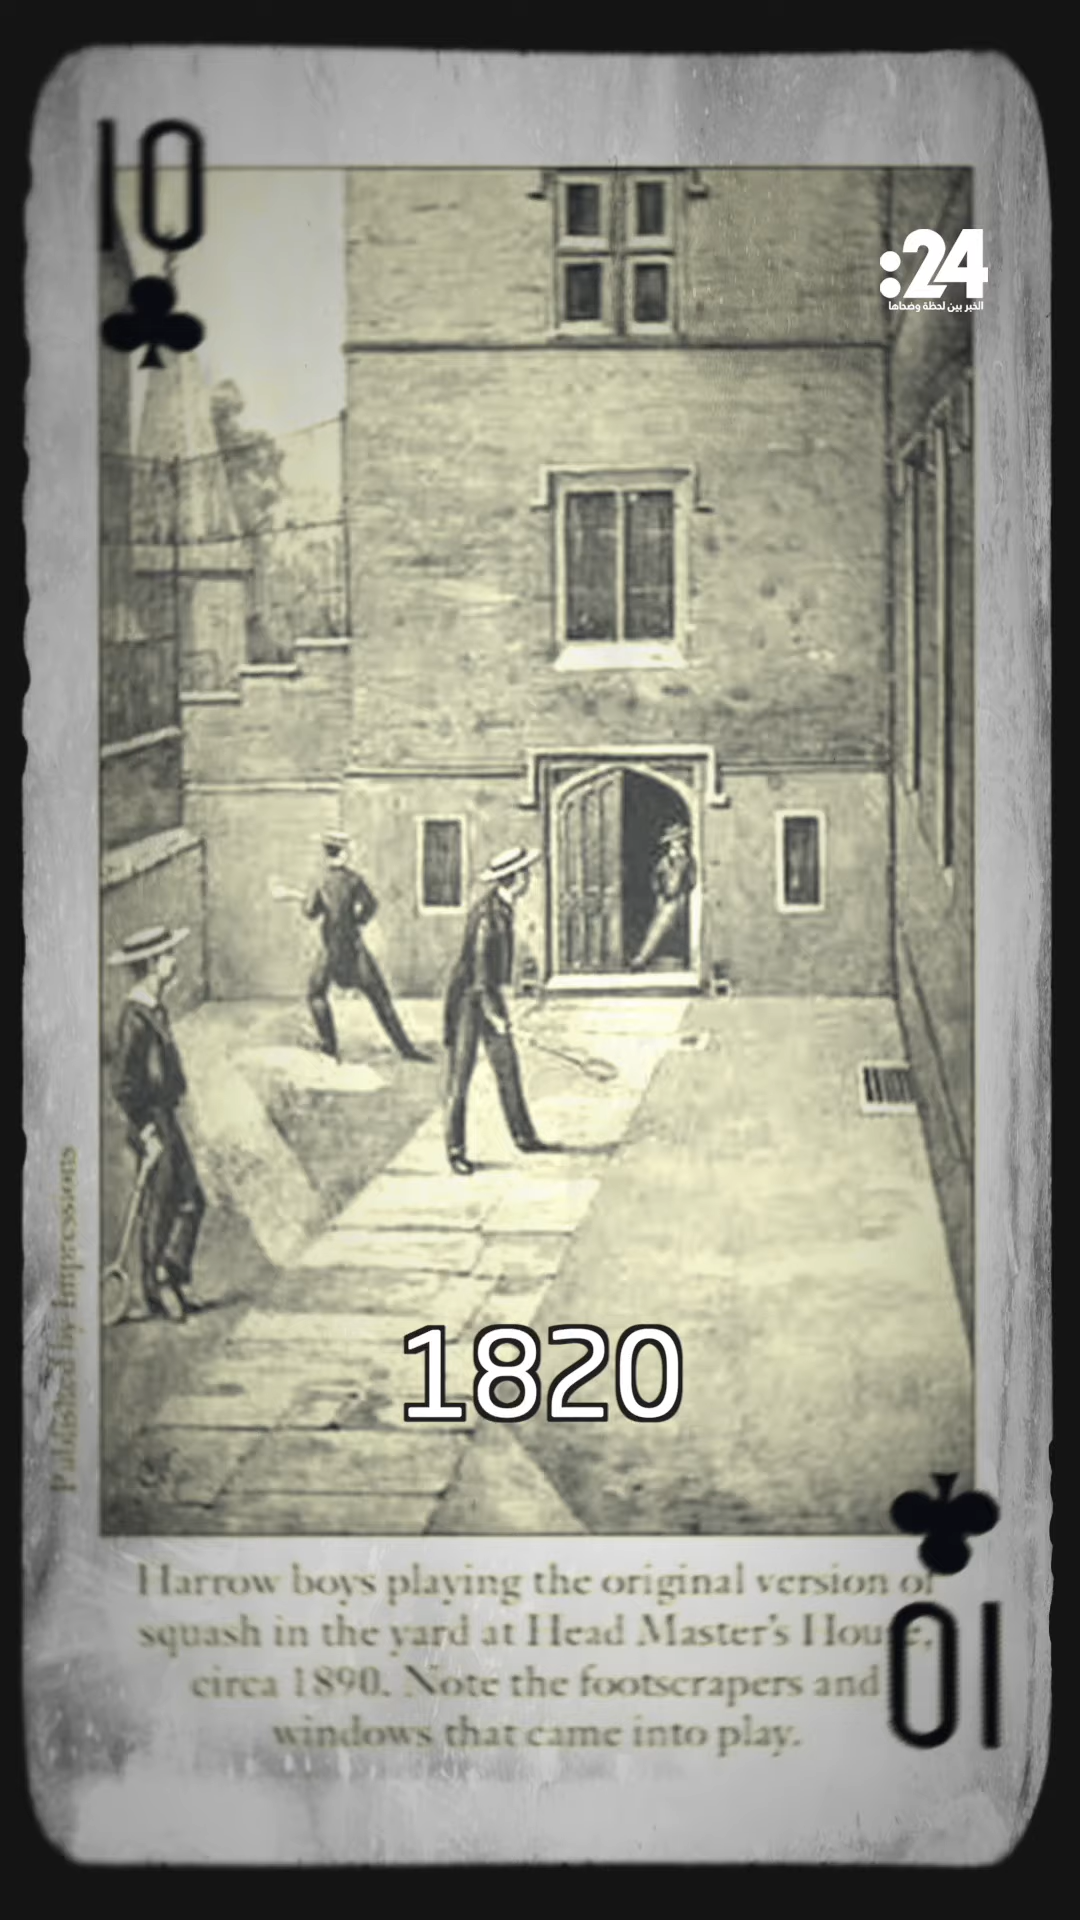 10
:24
الخبر بين لحظة وضحاها
Published by Impressions
1820
Harrow boys playing the original version of
squash in the yard at Head Master's House,
circa 1890. Note the footscrapers and
windows that came into play.
10